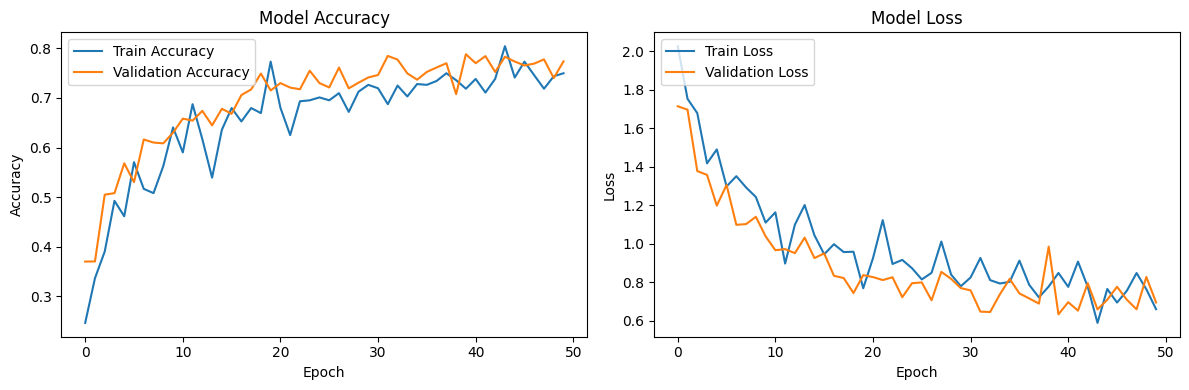 Model Accuracy
Train Accuracy
Validation Accuracy
Accuracy
0.8
0.7
0.6
0.5
0.4
0.3
0 10 20 30 40 50
Epoch
Model Loss
Train Loss
Validation Loss
Loss
2.0
1.8
1.6
1.4
1.2
1.0
0.8
0.6
0 10 20 30 40 50
Epoch